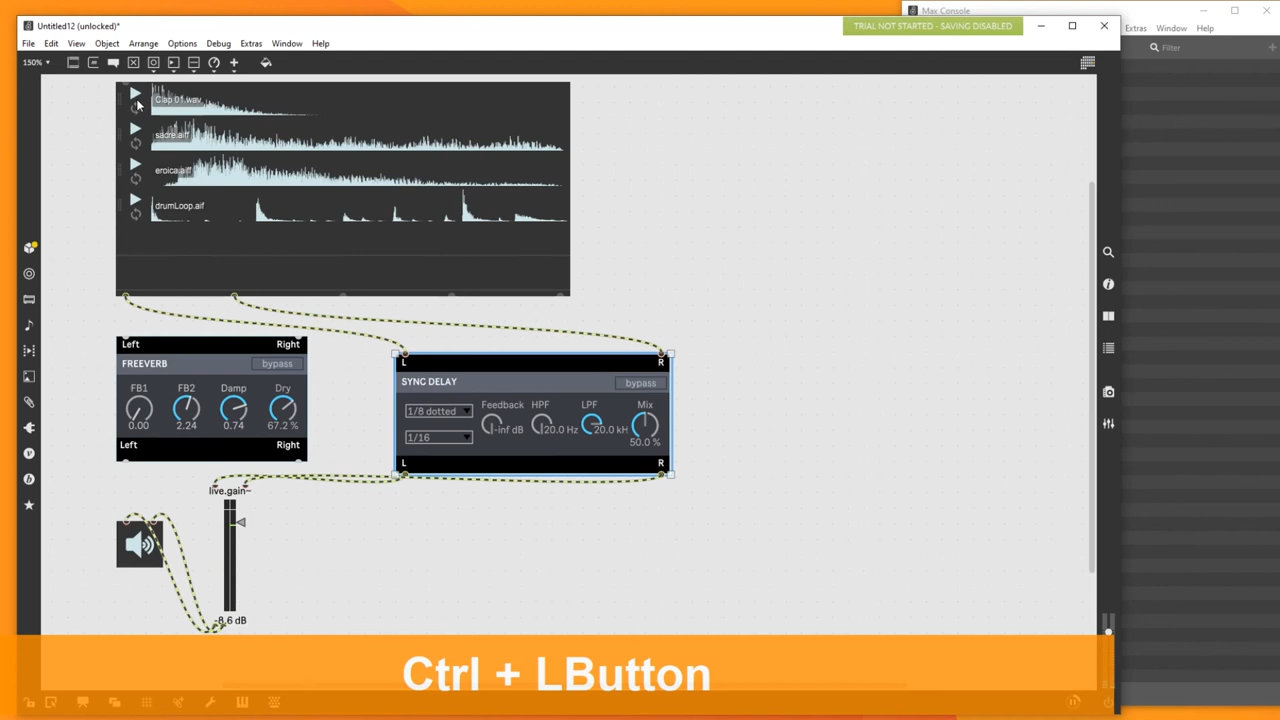 Max Console
Untitled12 (unlocked)*
TRIAL NOT STARTED - SAVING DISABLED
File Edit View Object Arrange Options Debug Extras Window Help
Extras Window Help
150%
Filter
Clap 01.wav
sadre.aiff
eroica.aiff
drumLoop.aif
Left Right
FREEVERB bypass
FB1 FB2 Damp Dry
0.00 2.24 0.74 67.2 %
Left Right
L R
SYNC DELAY bypass
1/8 dotted
Feedback HPF LPF Mix
-inf dB 20.0 Hz 20.0 kH
1/16
50.0 %
L R
live.gain~
-8.6 dB
Ctrl + LButton